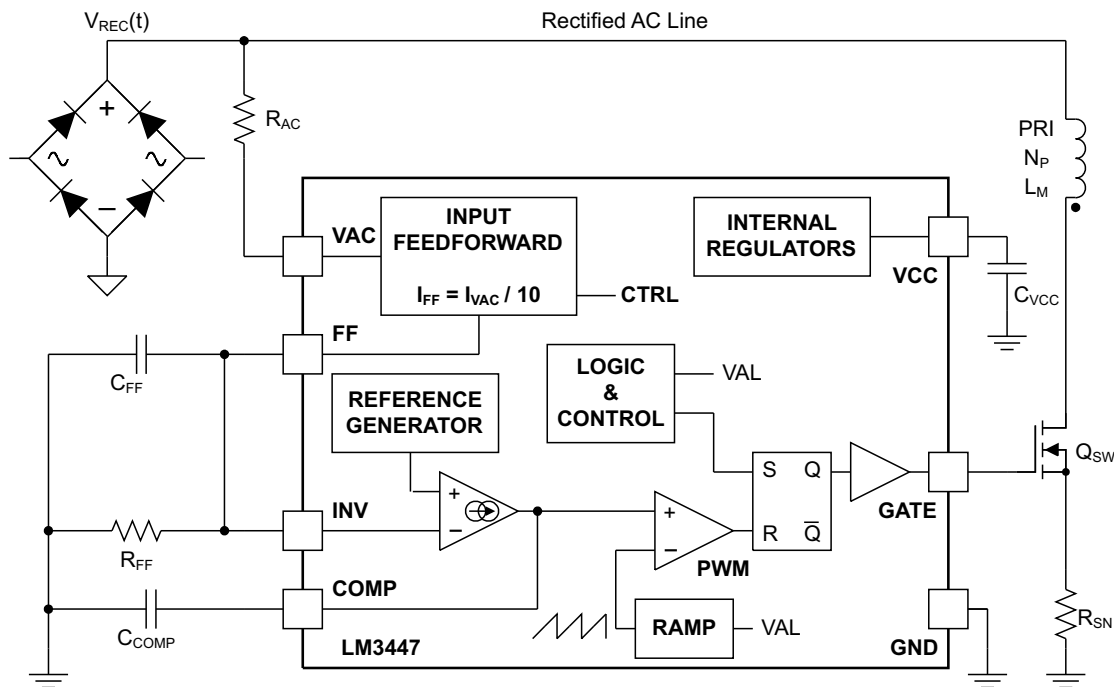 V_REC(t)
Rectified AC Line
R_AC
PRI
N_P
L_M
VAC
INPUT
FEEDFORWARD
I_FF = I_VAC / 10
CTRL
INTERNAL
REGULATORS
VCC
C_VCC
FF
C_FF
REFERENCE
GENERATOR
LOGIC
&
CONTROL
VAL
Q_SW
S Q
R Q̅
GATE
INV
R_FF
PWM
COMP
C_COMP
RAMP
VAL
LM3447
GND
R_SN
+
−
+
−
+
−